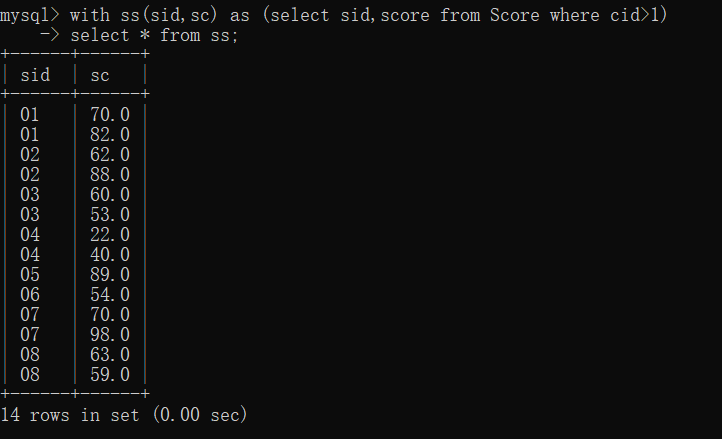 mysql> with ss(sid,sc) as (select sid,score from Score where cid>1)
    -> select * from ss;
+------+------+
| sid  | sc   |
+------+------+
| 01   | 70.0 |
| 01   | 82.0 |
| 02   | 62.0 |
| 02   | 88.0 |
| 03   | 60.0 |
| 03   | 53.0 |
| 04   | 22.0 |
| 04   | 40.0 |
| 05   | 89.0 |
| 06   | 54.0 |
| 07   | 70.0 |
| 07   | 98.0 |
| 08   | 63.0 |
| 08   | 59.0 |
+------+------+
14 rows in set (0.00 sec)